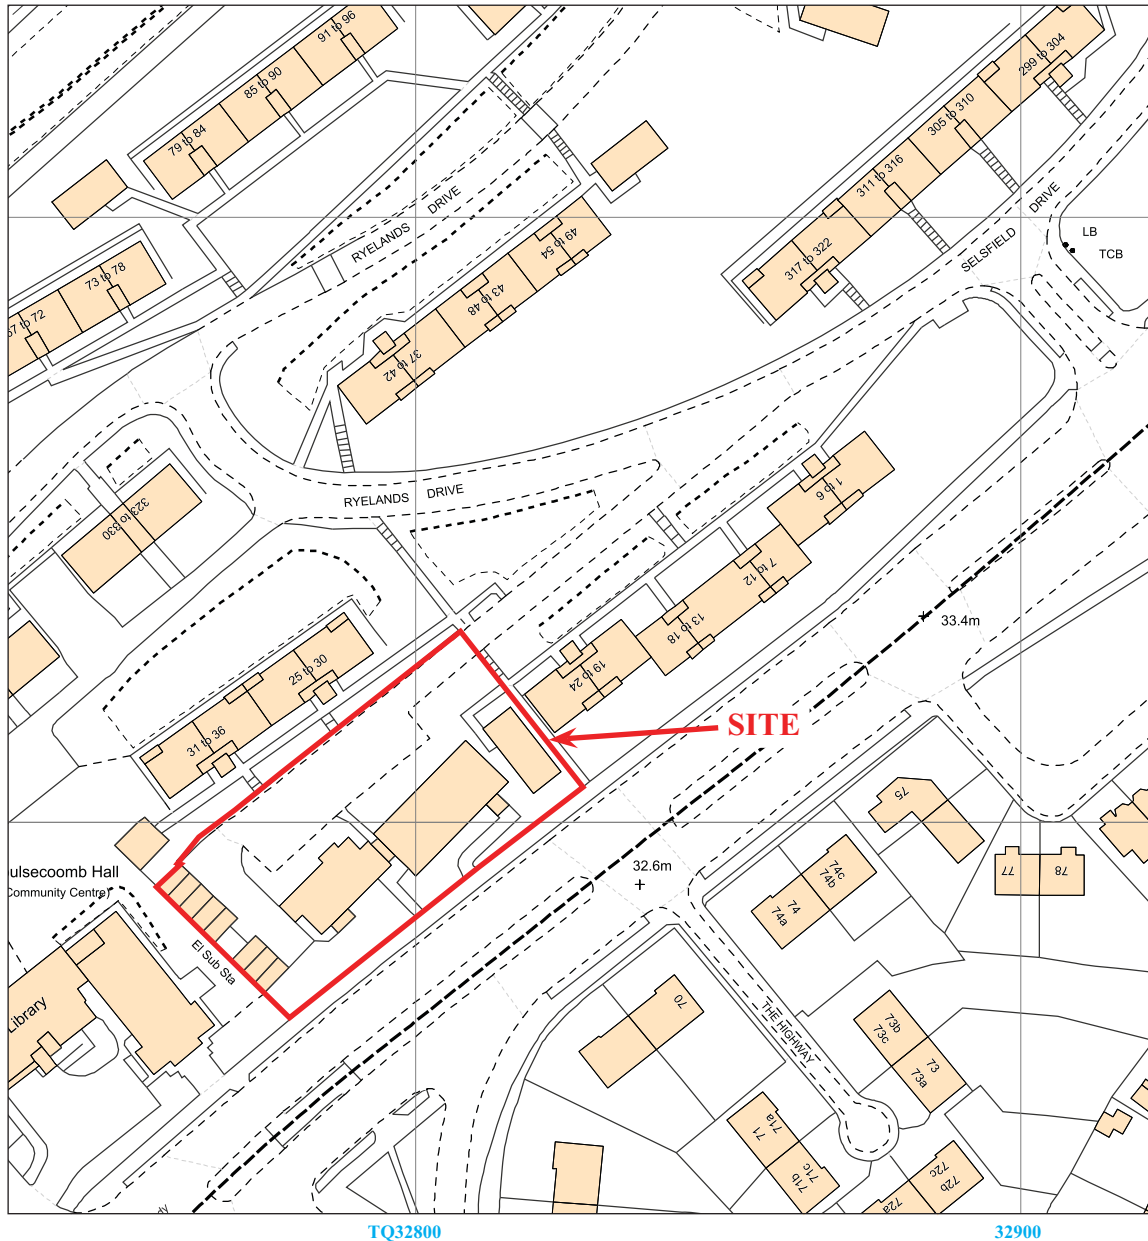 91 to 96
85 to 90
79 to 84
299 to 304
305 to 310
311 to 316
317 to 322
RYELANDS DRIVE
SELSFIELD DRIVE
LB
TCB
49 to 54
43 to 48
37 to 42
73 to 78
67 to 72
RYELANDS DRIVE
323 to 330
1 to 6
7 to 12
13 to 18
19 to 24
33.4m
25 to 30
31 to 36
SITE
75
77
78
74c
74b
74
74a
32.6m
ulsecoomb Hall
Community Centre)
El Sub Sta
Library
70
THE HIGHWAY
73b
73c
73
73a
71a
71
71c
71b
72c
72b
72a
TQ32800
32900